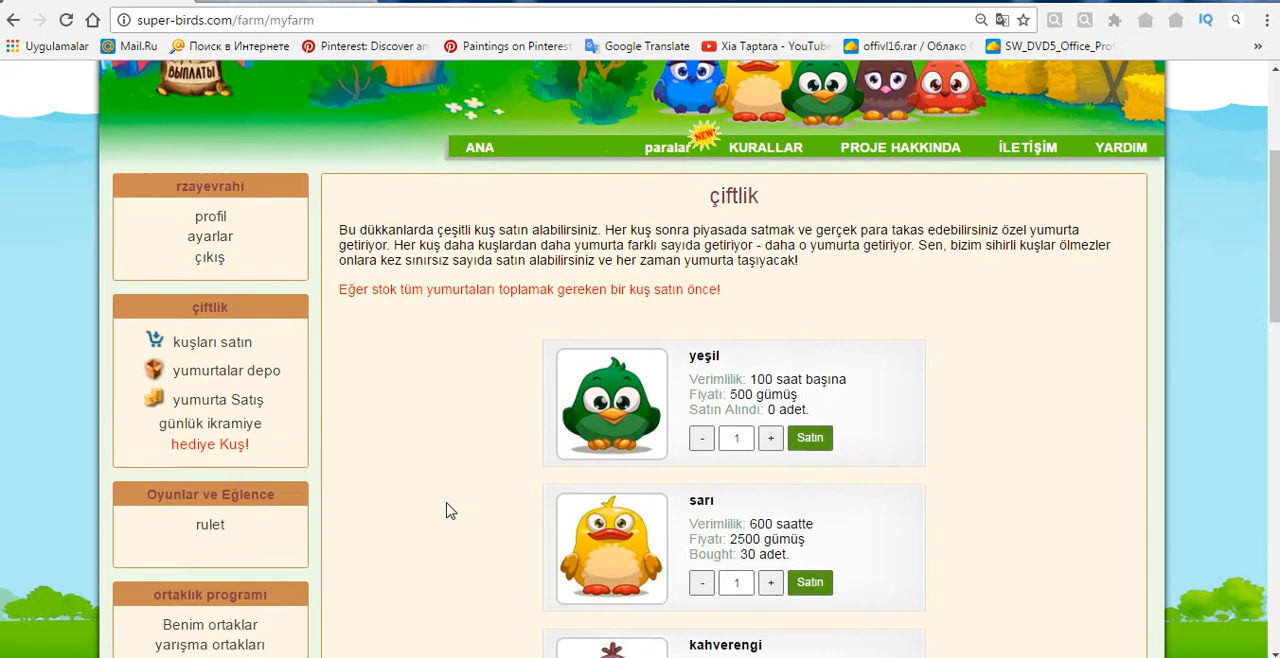 super-birds.com/farm/myfarm
Uygulamalar Mail.Ru Поиск в Интернете Pinterest: Discover an Paintings on Pinterest Google Translate Xia Taptara - YouTube offivl16.rar / Облако SW_DVD5_Office_Pro
ВЫПЛАТЫ
NEW
ANA paralar KURALLAR PROJE HAKKINDA İLETİŞİM YARDIM
rzayevrahi
profil
ayarlar
çıkış
çiftlik
kuşları satın
yumurtalar depo
yumurta Satış
günlük ikramiye
hediye Kuş!
Oyunlar ve Eğlence
rulet
ortaklık programı
Benim ortaklar
yarışma ortakları
çiftlik
Bu dükkanlarda çeşitli kuş satın alabilirsiniz. Her kuş sonra piyasada satmak ve gerçek para takas edebilirsiniz özel yumurta
getiriyor. Her kuş daha kuşlardan daha yumurta farklı sayıda getiriyor - daha o yumurta getiriyor. Sen, bizim sihirli kuşlar ölmezler
onlara kez sınırsız sayıda satın alabilirsiniz ve her zaman yumurta taşıyacak!
Eğer stok tüm yumurtaları toplamak gereken bir kuş satın önce!
yeşil
Verimlilik: 100 saat başına
Fiyatı: 500 gümüş
Satın Alındı: 0 adet.
- 1 + Satın
sarı
Verimlilik: 600 saatte
Fiyatı: 2500 gümüş
Bought: 30 adet.
- 1 + Satın
kahverengi